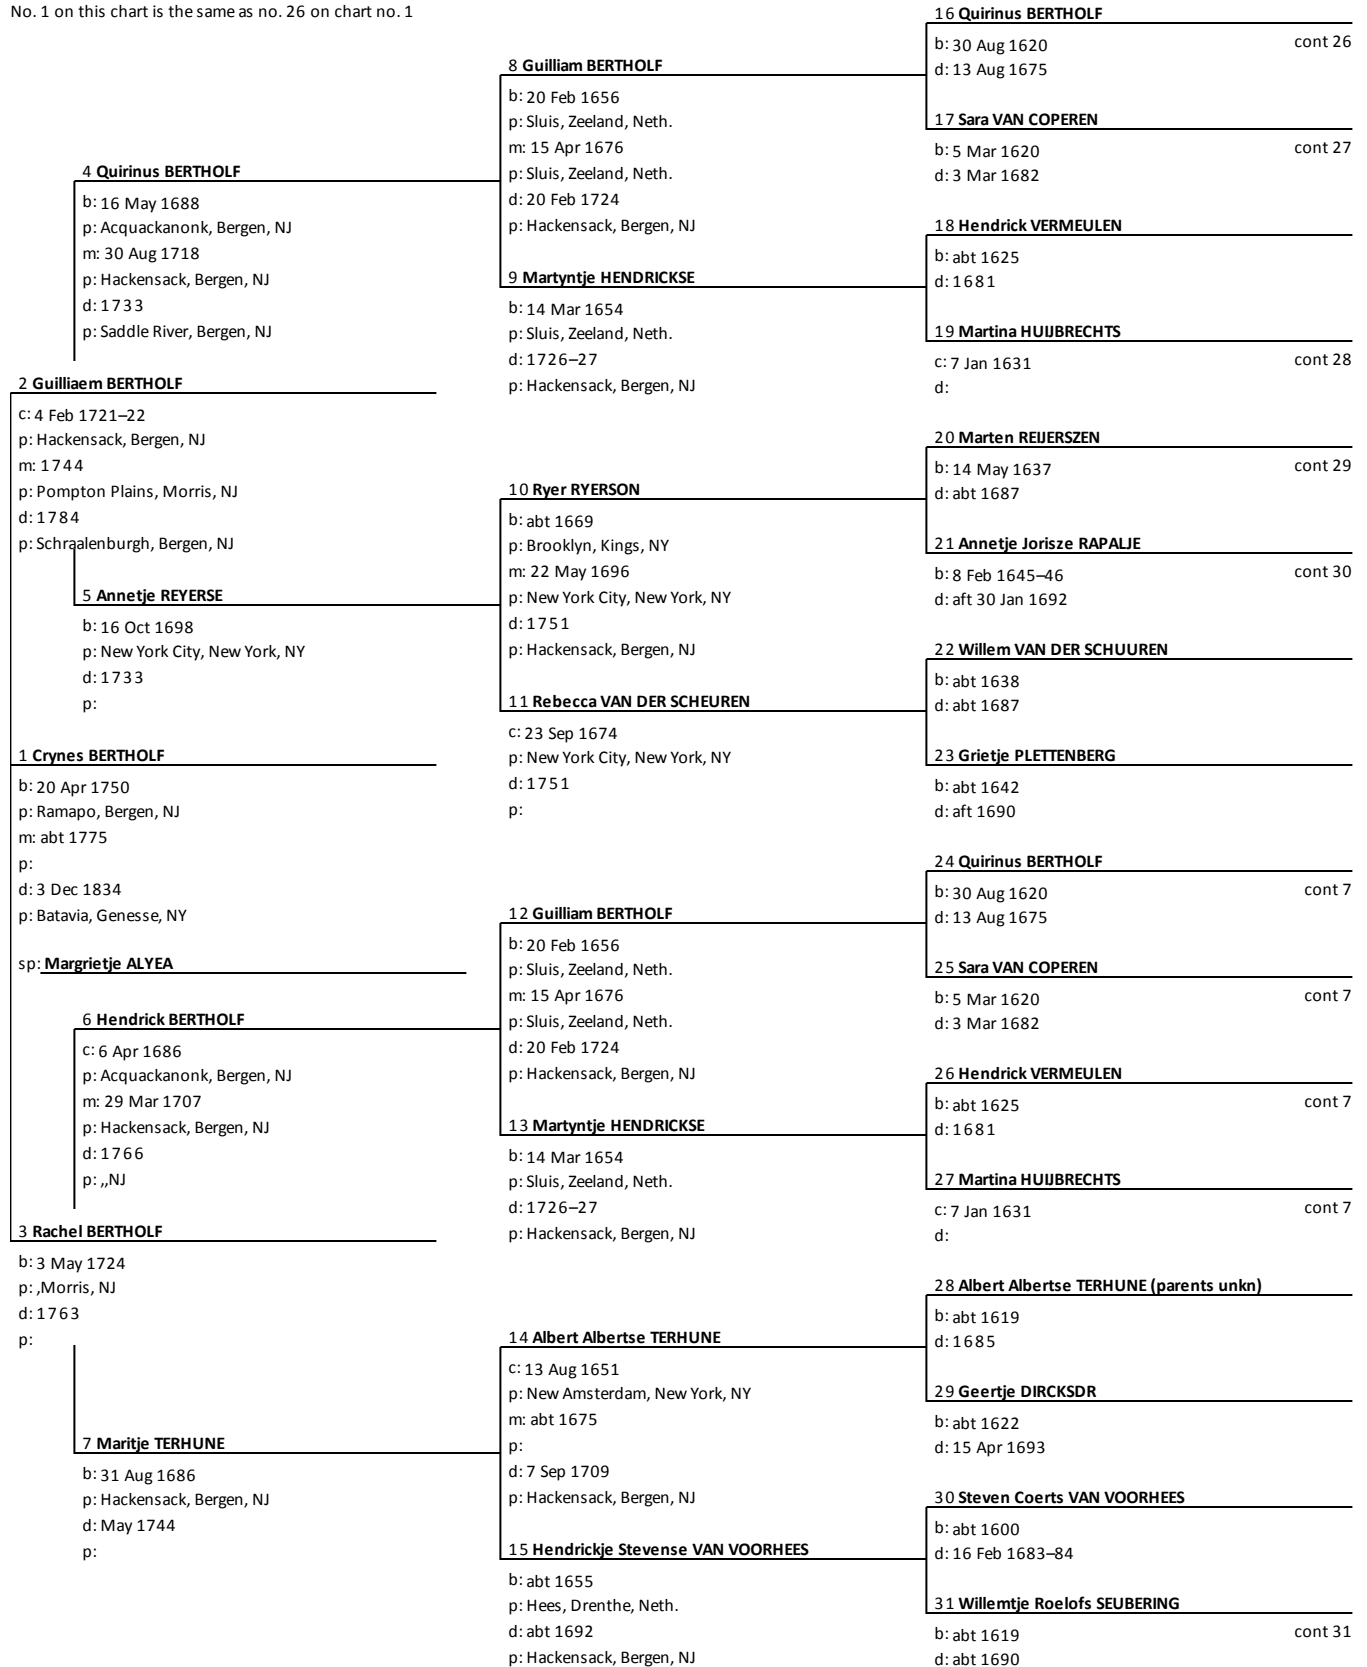 No. 1 on this chart is the same as no. 26 on chart no. 1
4 Quirinus BERTHOLF
b: 16 May 1688
p: Acquackanonk, Bergen, NJ
m: 30 Aug 1718
p: Hackensack, Bergen, NJ
d: 1733
p: Saddle River, Bergen, NJ
2 Guilliaem BERTHOLF
c: 4 Feb 1721–22
p: Hackensack, Bergen, NJ
m: 1744
p: Pompton Plains, Morris, NJ
d: 1784
p: Schraalenburgh, Bergen, NJ
5 Annetje REYERSE
b: 16 Oct 1698
p: New York City, New York, NY
d: 1733
p:
1 Crynes BERTHOLF
b: 20 Apr 1750
p: Ramapo, Bergen, NJ
m: abt 1775
p:
d: 3 Dec 1834
p: Batavia, Genesse, NY
sp: Margrietje ALYEA
6 Hendrick BERTHOLF
c: 6 Apr 1686
p: Acquackanonk, Bergen, NJ
m: 29 Mar 1707
p: Hackensack, Bergen, NJ
d: 1766
p: ,,NJ
3 Rachel BERTHOLF
b: 3 May 1724
p: ,Morris, NJ
d: 1763
p:
7 Maritje TERHUNE
b: 31 Aug 1686
p: Hackensack, Bergen, NJ
d: May 1744
p:
8 Guilliam BERTHOLF
b: 20 Feb 1656
p: Sluis, Zeeland, Neth.
m: 15 Apr 1676
p: Sluis, Zeeland, Neth.
d: 20 Feb 1724
p: Hackensack, Bergen, NJ
9 Martyntje HENDRICKSE
b: 14 Mar 1654
p: Sluis, Zeeland, Neth.
d: 1726–27
p: Hackensack, Bergen, NJ
10 Ryer RYERSON
b: abt 1669
p: Brooklyn, Kings, NY
m: 22 May 1696
p: New York City, New York, NY
d: 1751
p: Hackensack, Bergen, NJ
11 Rebecca VAN DER SCHEUREN
c: 23 Sep 1674
p: New York City, New York, NY
d: 1751
p:
12 Guilliam BERTHOLF
b: 20 Feb 1656
p: Sluis, Zeeland, Neth.
m: 15 Apr 1676
p: Sluis, Zeeland, Neth.
d: 20 Feb 1724
p: Hackensack, Bergen, NJ
13 Martyntje HENDRICKSE
b: 14 Mar 1654
p: Sluis, Zeeland, Neth.
d: 1726–27
p: Hackensack, Bergen, NJ
14 Albert Albertse TERHUNE
c: 13 Aug 1651
p: New Amsterdam, New York, NY
m: abt 1675
p:
d: 7 Sep 1709
p: Hackensack, Bergen, NJ
15 Hendrickje Stevense VAN VOORHEES
b: abt 1655
p: Hees, Drenthe, Neth.
d: abt 1692
p: Hackensack, Bergen, NJ
16 Quirinus BERTHOLF
b: 30 Aug 1620 cont 26
d: 13 Aug 1675
17 Sara VAN COPEREN
b: 5 Mar 1620 cont 27
d: 3 Mar 1682
18 Hendrick VERMEULEN
b: abt 1625
d: 1681
19 Martina HUIJBRECHTS
c: 7 Jan 1631 cont 28
d:
20 Marten REIJERSZEN
b: 14 May 1637 cont 29
d: abt 1687
21 Annetje Jorisze RAPALJE
b: 8 Feb 1645–46 cont 30
d: aft 30 Jan 1692
22 Willem VAN DER SCHUUREN
b: abt 1638
d: abt 1687
23 Grietje PLETTENBERG
b: abt 1642
d: aft 1690
24 Quirinus BERTHOLF
b: 30 Aug 1620 cont 7
d: 13 Aug 1675
25 Sara VAN COPEREN
b: 5 Mar 1620 cont 7
d: 3 Mar 1682
26 Hendrick VERMEULEN
b: abt 1625 cont 7
d: 1681
27 Martina HUIJBRECHTS
c: 7 Jan 1631 cont 7
d:
28 Albert Albertse TERHUNE (parents unkn)
b: abt 1619
d: 1685
29 Geertje DIRCKSDR
b: abt 1622
d: 15 Apr 1693
30 Steven Coerts VAN VOORHEES
b: abt 1600
d: 16 Feb 1683–84
31 Willemtje Roelofs SEUBERING
b: abt 1619 cont 31
d: abt 1690